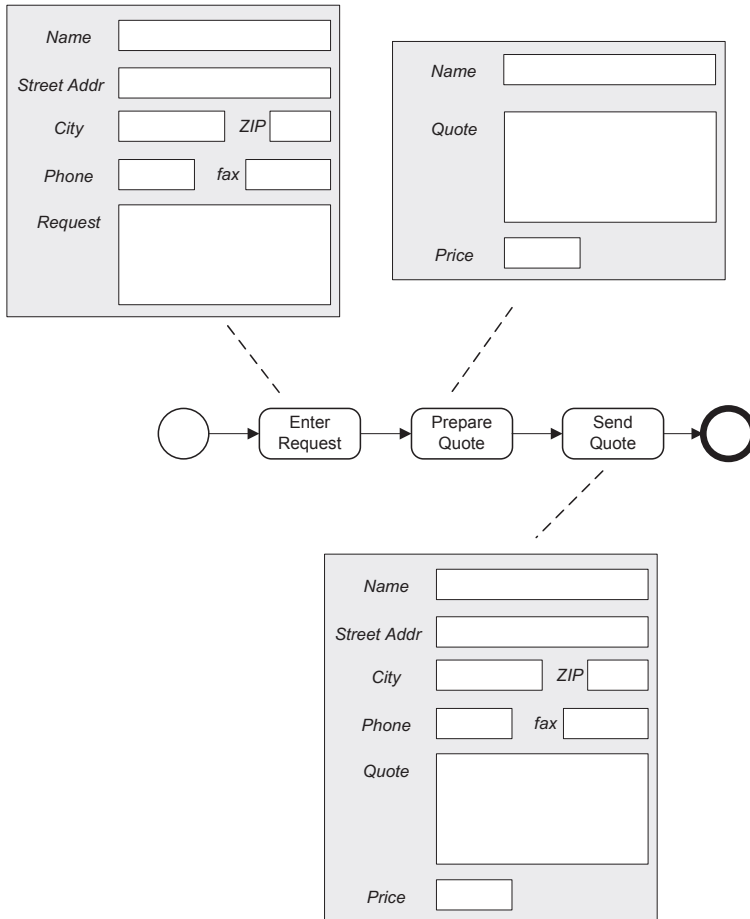 Name
Street Addr
City ZIP
Phone fax
Request
Name
Quote
Price
Enter
Request
Prepare
Quote
Send
Quote
Name
Street Addr
City ZIP
Phone fax
Quote
Price